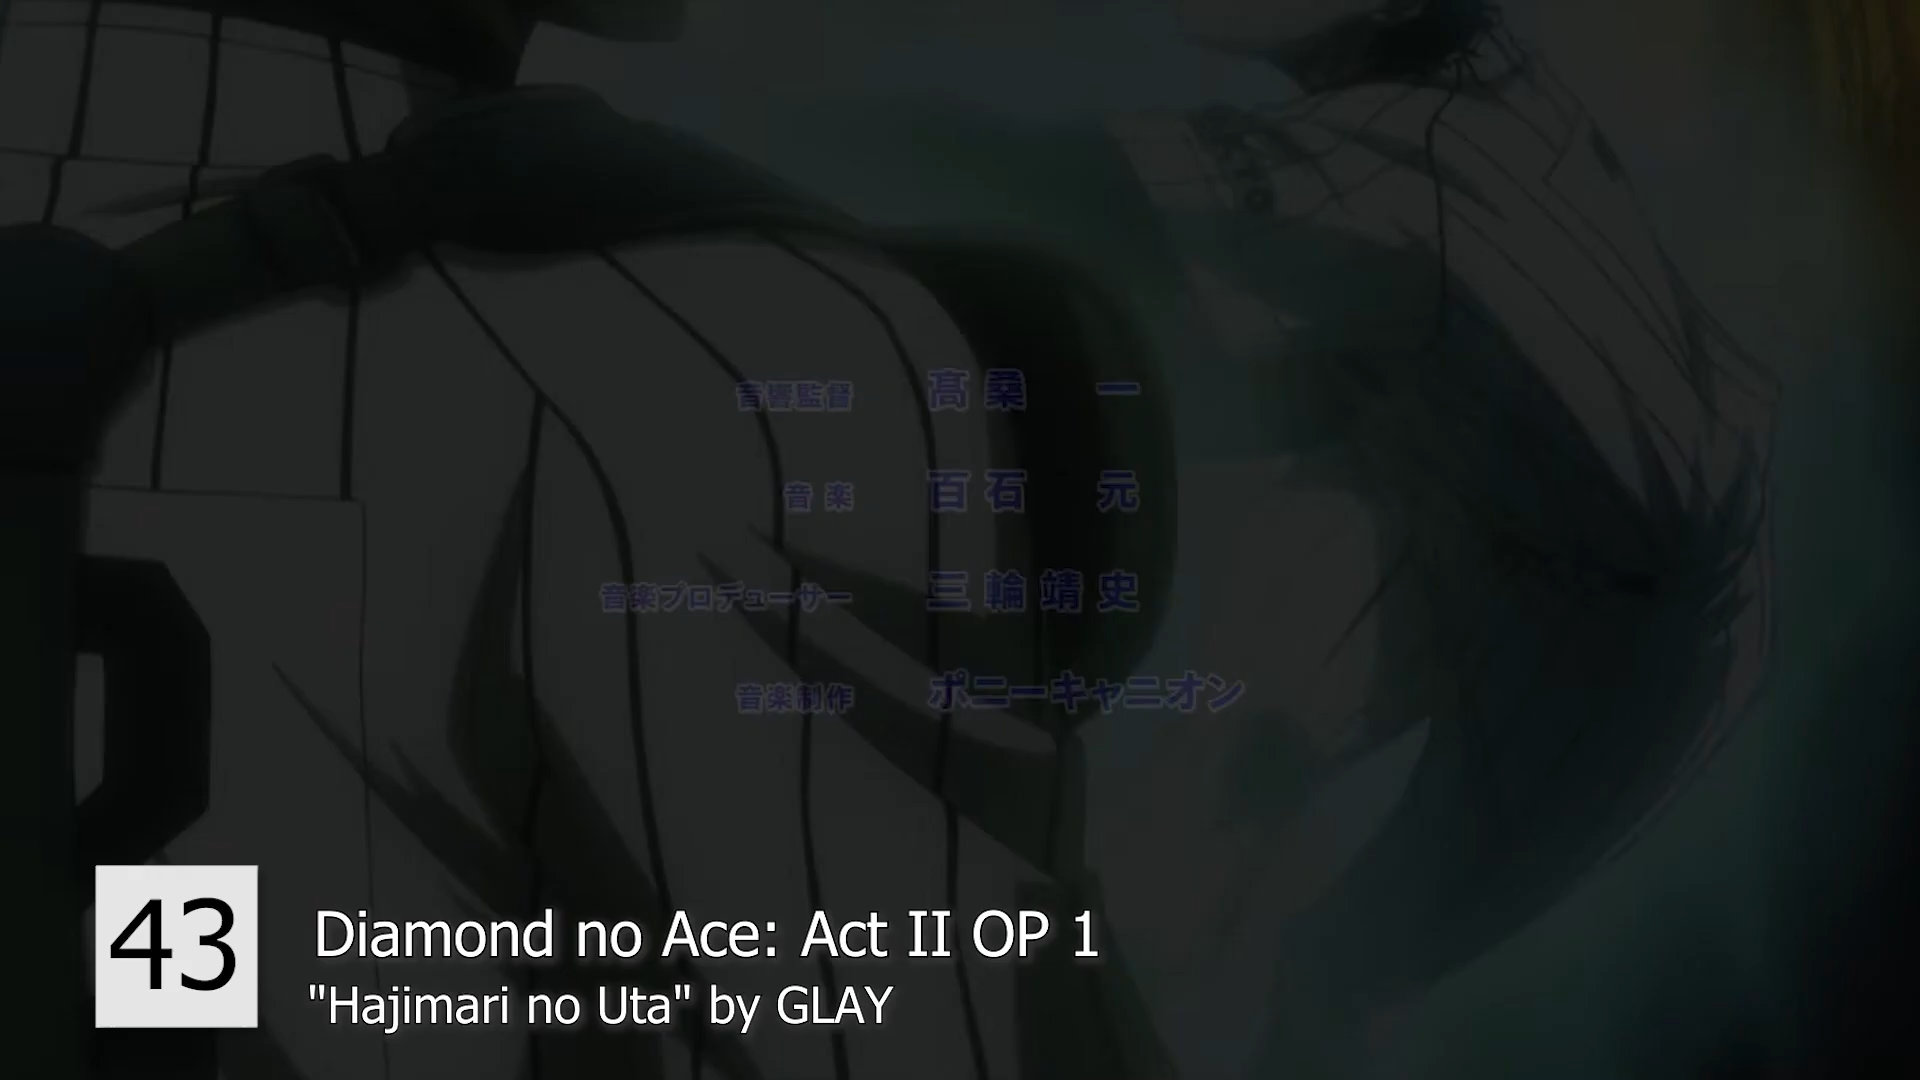 音響監督 髙桑 一
音楽 百石 元
音楽プロデューサー 三輪靖史
音楽制作 ポニーキャニオン
43
Diamond no Ace: Act II OP 1
"Hajimari no Uta" by GLAY